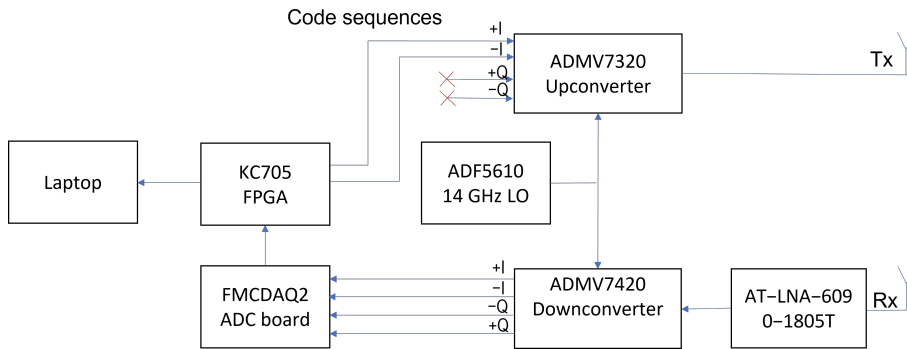 Code sequences
+I
−I
+Q
−Q
ADMV7320
Upconverter
Tx
Laptop
KC705
FPGA
ADF5610
14 GHz LO
FMCDAQ2
ADC board
+I
−I
−Q
+Q
ADMV7420
Downconverter
AT−LNA−609
0−1805T
Rx